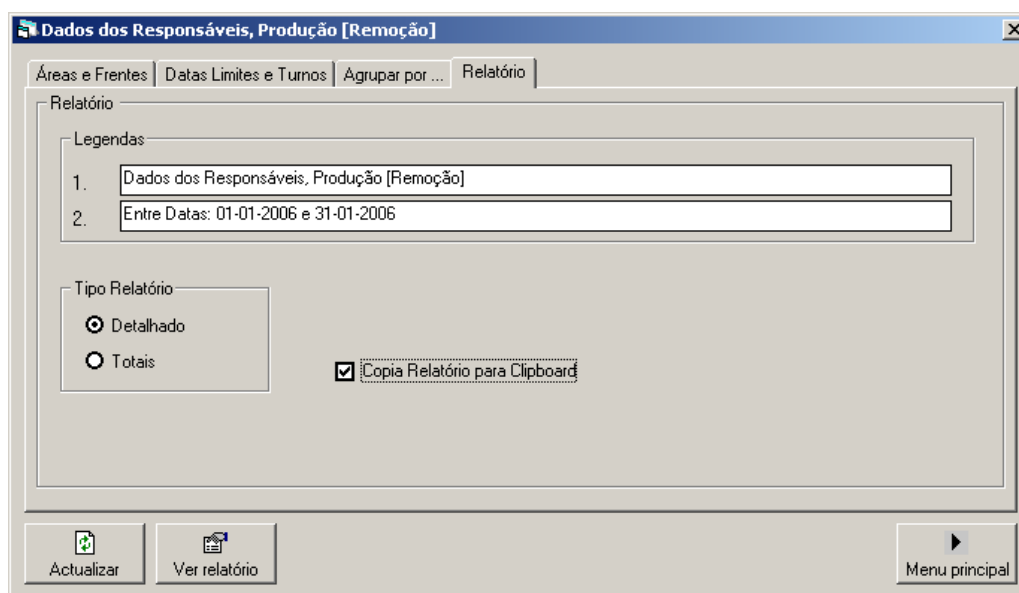 Dados dos Responsáveis, Produção [Remoção]
Áreas e Frentes Datas Limites e Turnos Agrupar por ... Relatório
Relatório
Legendas
1. Dados dos Responsáveis, Produção [Remoção]
2. Entre Datas: 01-01-2006 e 31-01-2006
Tipo Relatório
Detalhado
Totais
Copia Relatório para Clipboard
Actualizar Ver relatório Menu principal